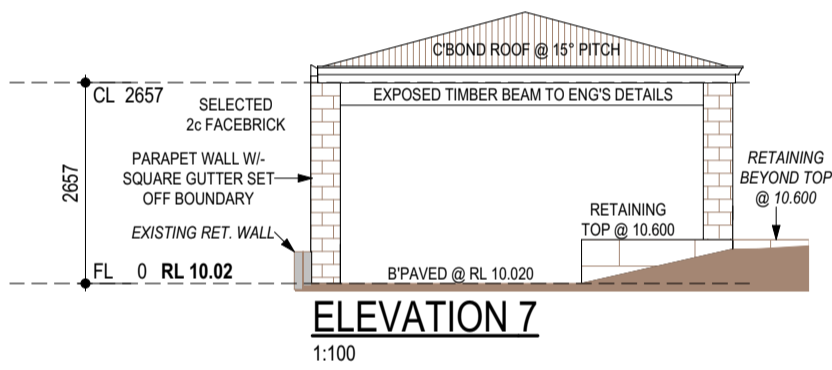 C'BOND ROOF @ 15° PITCH
CL 2657
SELECTED
2c FACEBRICK
EXPOSED TIMBER BEAM TO ENG'S DETAILS
PARAPET WALL W/-
SQUARE GUTTER SET
OFF BOUNDARY
2657
RETAINING
BEYOND TOP
@ 10.600
RETAINING
TOP @ 10.600
EXISTING RET. WALL
FL 0 RL 10.02
B'PAVED @ RL 10.020
ELEVATION 7
1:100